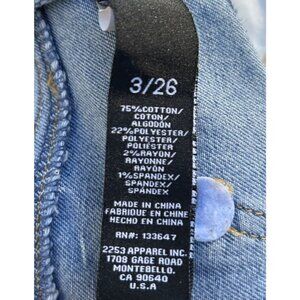 3/26
75%COTTON/
COTON/
ALGODÓN
22%POLYESTER/
POLYESTER/
POLIÉSTER
2%RAYON/
RAYONNE/
RAYÓN
1%SPANDEX/
SPANDEX/
SPANDEX
MADE IN CHINA
FABRIQUE EN CHINE
HECHO EN CHINA
RN#: 133647
2253 APPAREL INC.
1708 GAGE ROAD
MONTEBELLO,
CA 90640
U.S.A